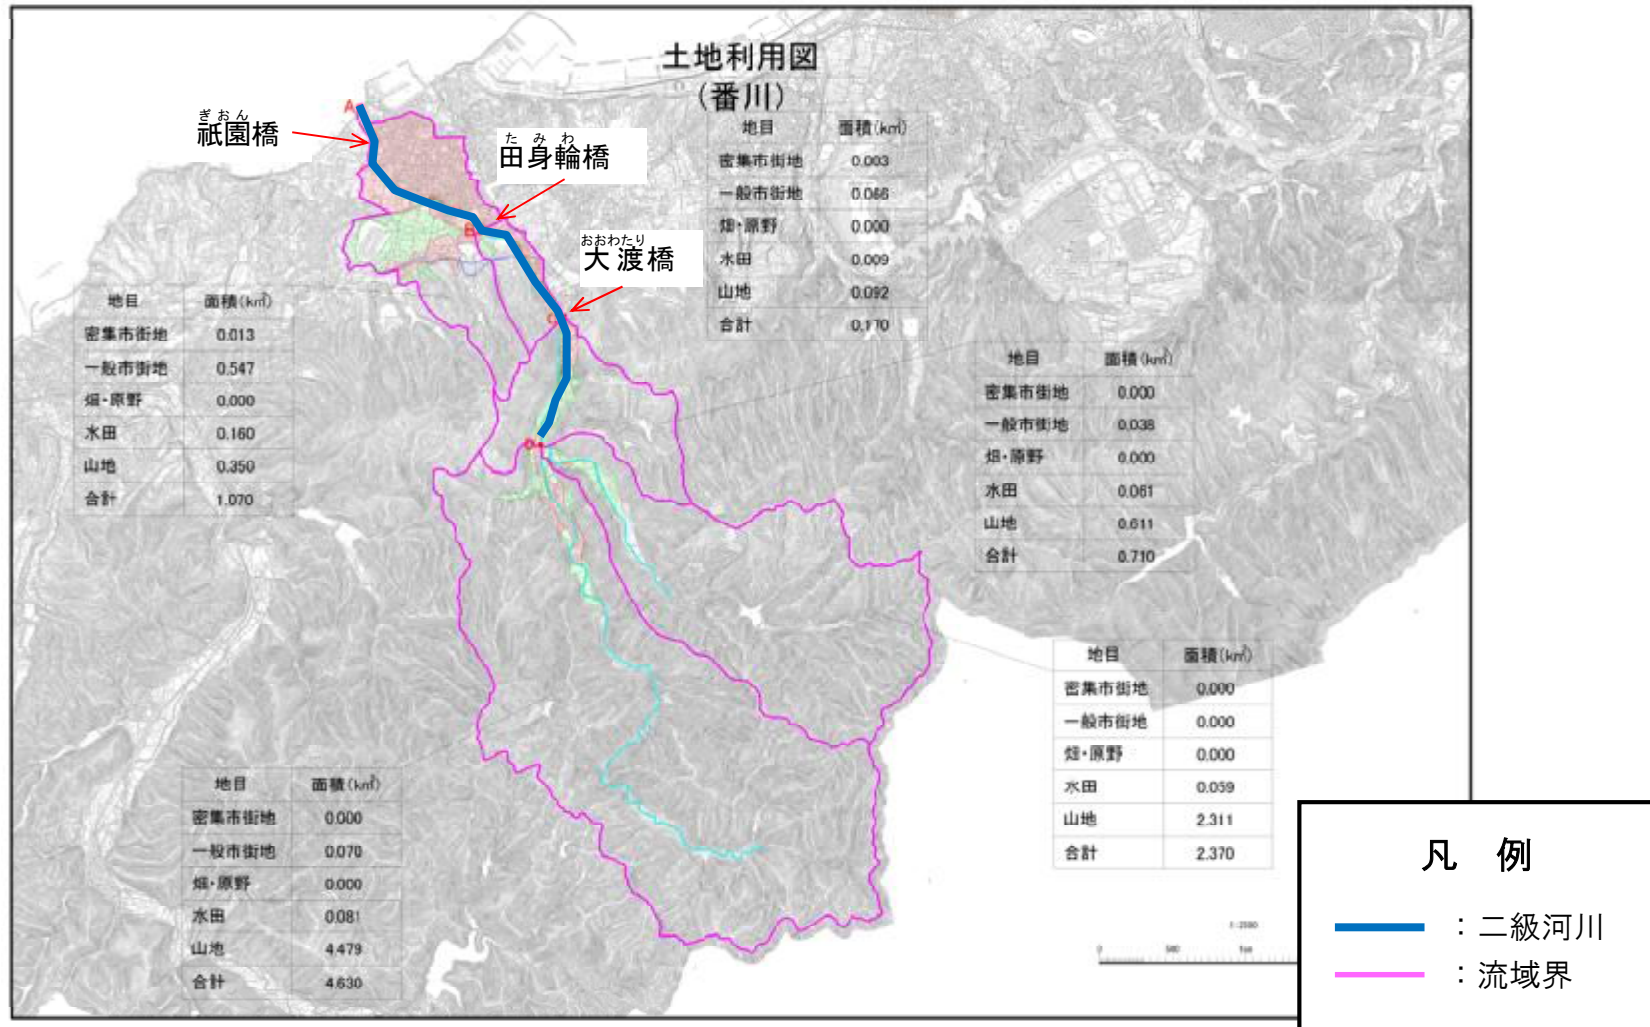 土地利用図
(番川)
ぎおん
祇園橋
たみわ
田身輪橋
おおわたり
大渡橋
A
B
C
D
地目 面積(k㎡)
密集市街地 0.003
一般市街地 0.066
畑・原野 0.000
水田 0.009
山地 0.092
合計 0.170
地目 面積(k㎡)
密集市街地 0.013
一般市街地 0.547
畑・原野 0.000
水田 0.160
山地 0.350
合計 1.070
地目 面積(k㎡)
密集市街地 0.000
一般市街地 0.038
畑・原野 0.000
水田 0.061
山地 0.611
合計 0.710
地目 面積(k㎡)
密集市街地 0.000
一般市街地 0.000
畑・原野 0.000
水田 0.059
山地 2.311
合計 2.370
地目 面積(k㎡)
密集市街地 0.000
一般市街地 0.070
畑・原野 0.000
水田 0.081
山地 4.479
合計 4.630
0 500
凡 例
：二級河川
：流域界